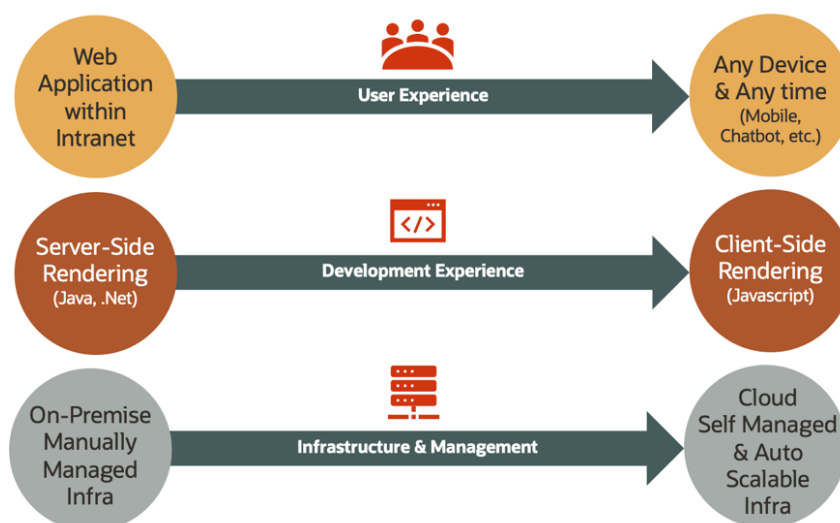 Web
Application
within
Intranet
User Experience
Any Device
& Any time
(Mobile,
Chatbot, etc.)
Server-Side
Rendering
(Java, .Net)
</>
Development Experience
Client-Side
Rendering
(Javascript)
On-Premise
Manually
Managed
Infra
Infrastructure & Management
Cloud
Self Managed
& Auto
Scalable
Infra